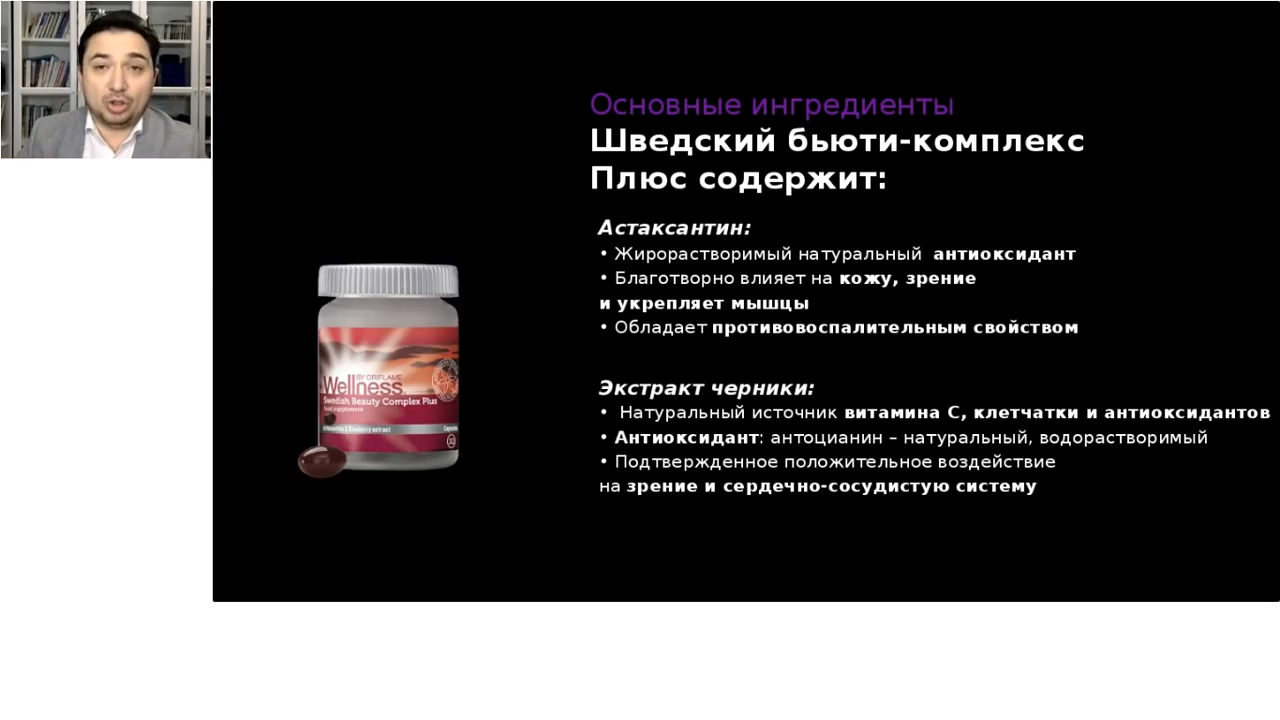 Основные ингредиенты
Шведский бьюти-комплекс
Плюс содержит:
Астаксантин:
• Жирорастворимый натуральный антиоксидант
• Благотворно влияет на кожу, зрение
и укрепляет мышцы
• Обладает противовоспалительным свойством
Экстракт черники:
• Натуральный источник витамина С, клетчатки и антиоксидантов
• Антиоксидант: антоцианин – натуральный, водорастворимый
• Подтвержденное положительное воздействие
на зрение и сердечно-сосудистую систему
BY ORIFLAME
Wellness
Swedish Beauty Complex Plus